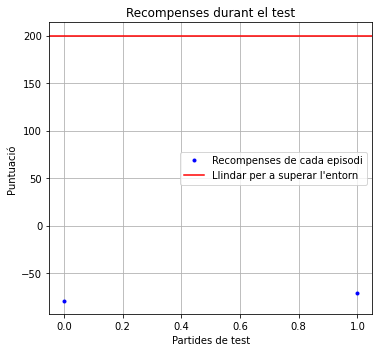 Recompenses durant el test
200
150
100
50
0
−50
Puntuació
Recompenses de cada episodi
Llindar per a superar l'entorn
0.0 0.2 0.4 0.6 0.8 1.0
Partides de test